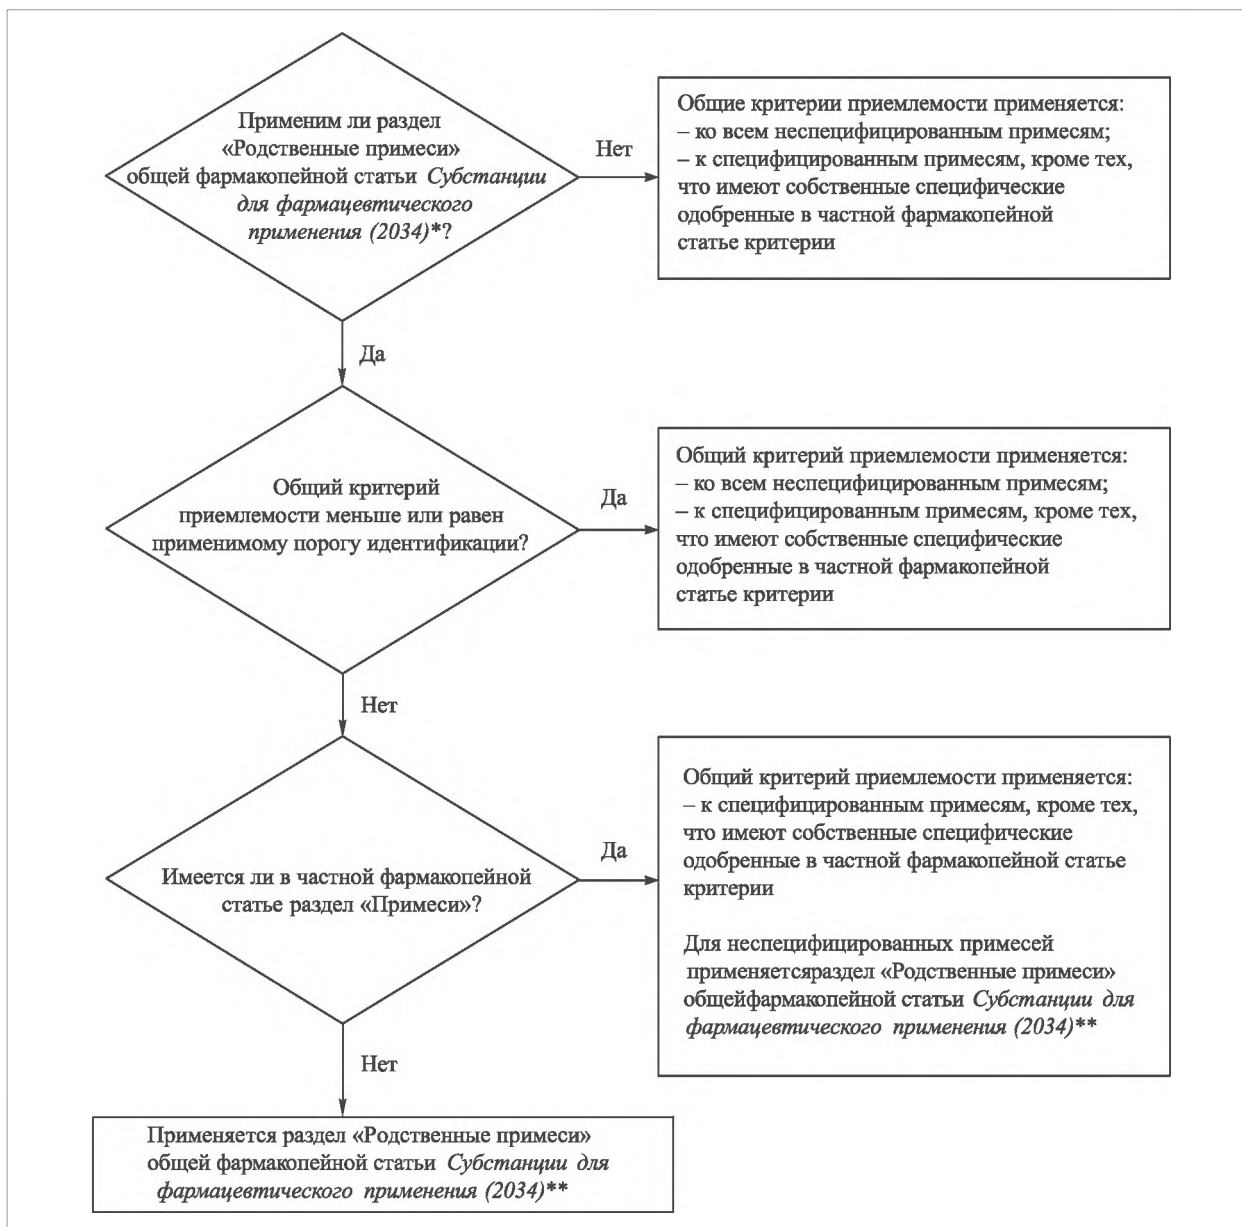 Применим ли раздел
«Родственные примеси»
общей фармакопейной статьи Субстанции
для фармацевтического
применения (2034)*?
Нет
Общие критерии приемлемости применяется:
– ко всем неспецифицированным примесям;
– к специфицированным примесям, кроме тех,
что имеют собственные специфические
одобренные в частной фармакопейной
статье критерии
Да
Общий критерий
приемлемости меньше или равен
применимому порогу идентификации?
Да
Общий критерий приемлемости применяется:
– ко всем неспецифицированным примесям;
– к специфицированным примесям, кроме тех,
что имеют собственные специфические
одобренные в частной фармакопейной
статье критерии
Нет
Имеется ли в частной фармакопейной
статье раздел «Примеси»?
Да
Общий критерий приемлемости применяется:
– к специфицированным примесям, кроме тех,
что имеют собственные специфические
одобренные в частной фармакопейной статье
критерии
Для неспецифицированных примесей
применяетсяраздел «Родственные примеси»
общейфармакопейной статьи Субстанции для
фармацевтического применения (2034)**
Нет
Применяется раздел «Родственные примеси»
общей фармакопейной статьи Субстанции для
фармацевтического применения (2034)**